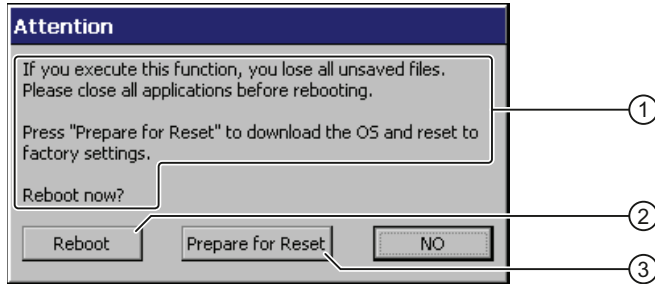 Attention
If you execute this function, you lose all unsaved files.
Please close all applications before rebooting.
Press "Prepare for Reset" to download the OS and reset to
factory settings.
Reboot now?
Reboot
Prepare for Reset
NO
1
2
3